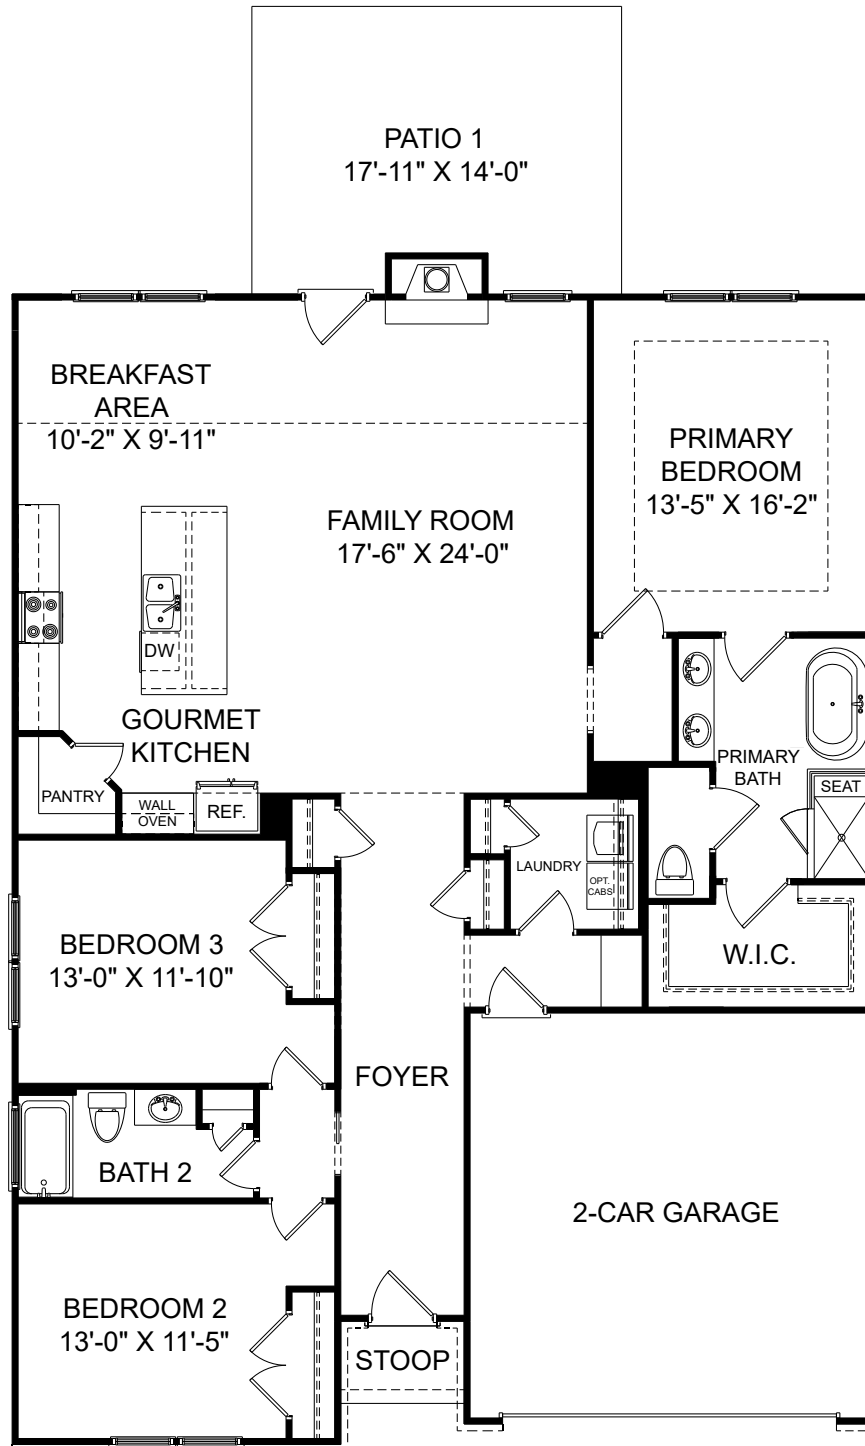 PATIO 1
17'-11" X 14'-0"
BREAKFAST
AREA
10'-2" X 9'-11"
PRIMARY
BEDROOM
13'-5" X 16'-2"
FAMILY ROOM
17'-6" X 24'-0"
DW
GOURMET
KITCHEN
PANTRY
WALL
OVEN
REF.
PRIMARY
BATH
SEAT
LAUNDRY
OPT.
CABS
W.I.C.
BEDROOM 3
13'-0" X 11'-10"
FOYER
BATH 2
2-CAR GARAGE
BEDROOM 2
13'-0" X 11'-5"
STOOP